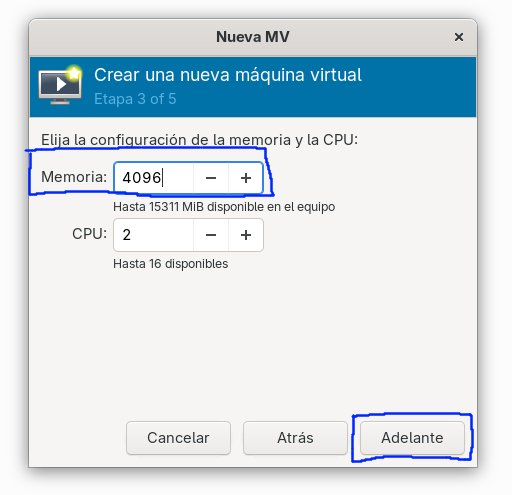 Nueva MV
Crear una nueva máquina virtual
Etapa 3 of 5
Elija la configuración de la memoria y la CPU:
Memoria: 4096 − +
Hasta 15311 MiB disponible en el equipo
CPU: 2 − +
Hasta 16 disponibles
Cancelar Atrás Adelante